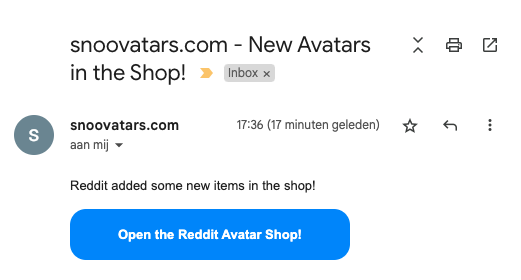 snoovatars.com - New Avatars
in the Shop! Inbox ×
S
snoovatars.com 17:36 (17 minuten geleden)
aan mij
Reddit added some new items in the shop!
Open the Reddit Avatar Shop!